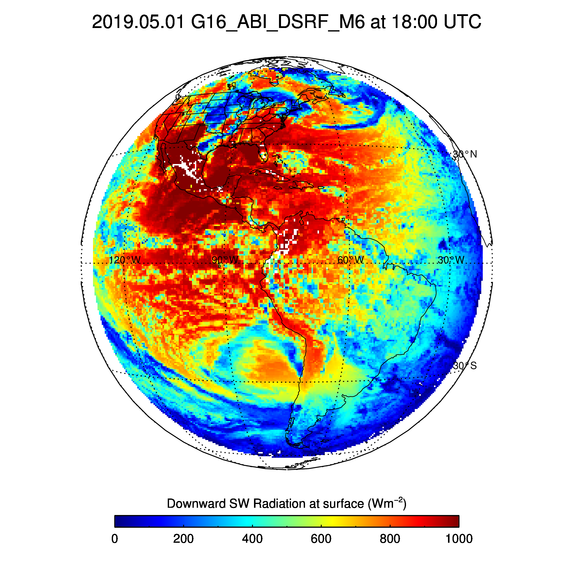 2019.05.01 G16_ABI_DSRF_M6 at 18:00 UTC
30°N
120°W 90°W 60°W 30°W
30°S
Downward SW Radiation at surface (Wm−2)
0 200 400 600 800 1000